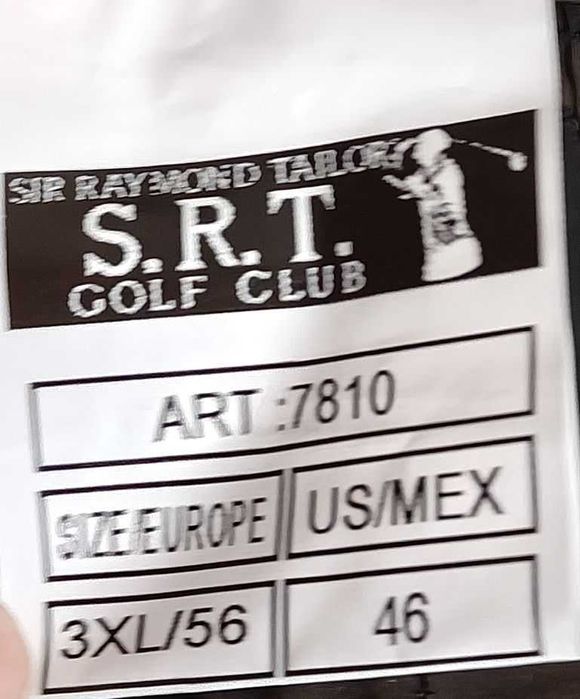 SIR RAYMOND TAILOR
S.R.T.
GOLF CLUB
ART :7810
SIZE/EUROPE US/MEX
3XL/56 46